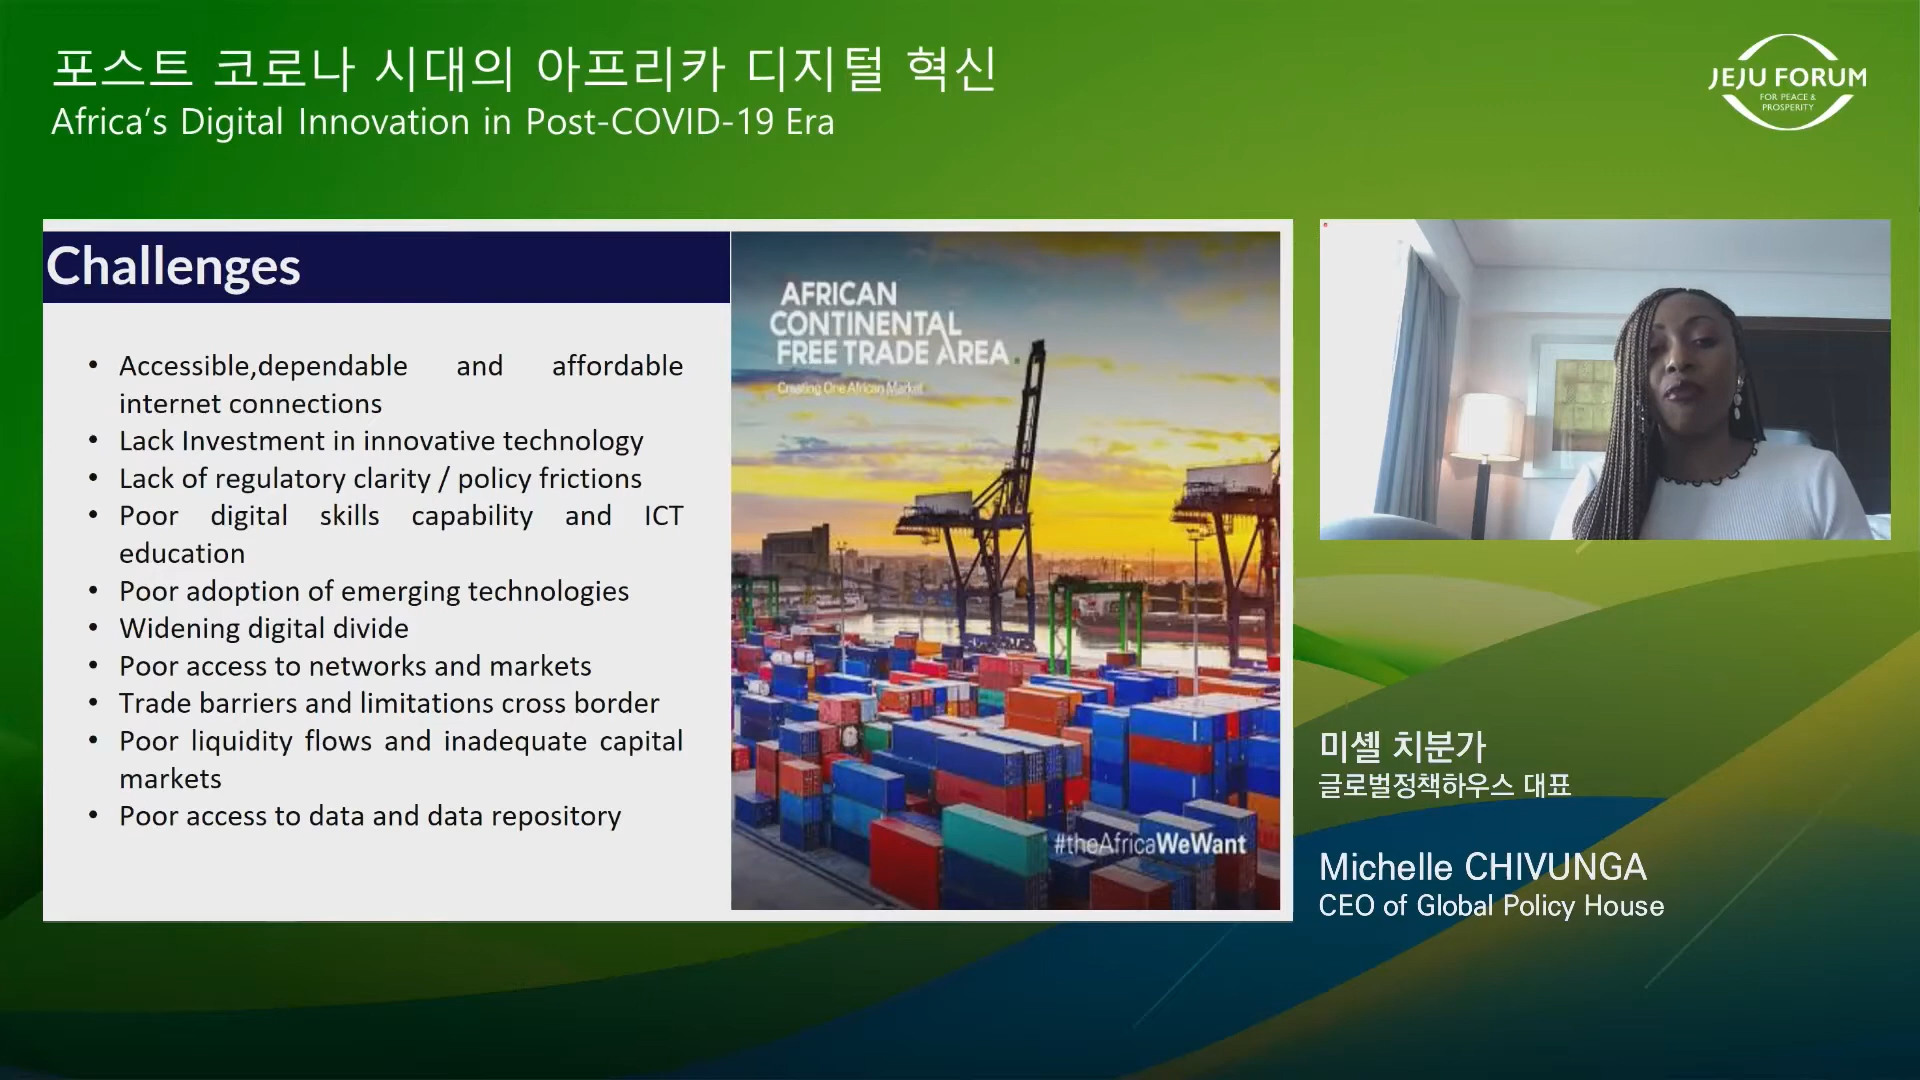 포스트 코로나 시대의 아프리카 디지털 혁신
Africa's Digital Innovation in Post-COVID-19 Era
JEJU FORUM
FOR PEACE &
PROSPERITY
Challenges
• Accessible,dependable and affordable
internet connections
• Lack Investment in innovative technology
• Lack of regulatory clarity / policy frictions
• Poor digital skills capability and ICT
education
• Poor adoption of emerging technologies
• Widening digital divide
• Poor access to networks and markets
• Trade barriers and limitations cross border
• Poor liquidity flows and inadequate capital
markets
• Poor access to data and data repository
AFRICAN
CONTINENTAL
FREE TRADE AREA
Creating One African Market
#theAfricaWeWant
미셸 치분가
글로벌정책하우스 대표
Michelle CHIVUNGA
CEO of Global Policy House